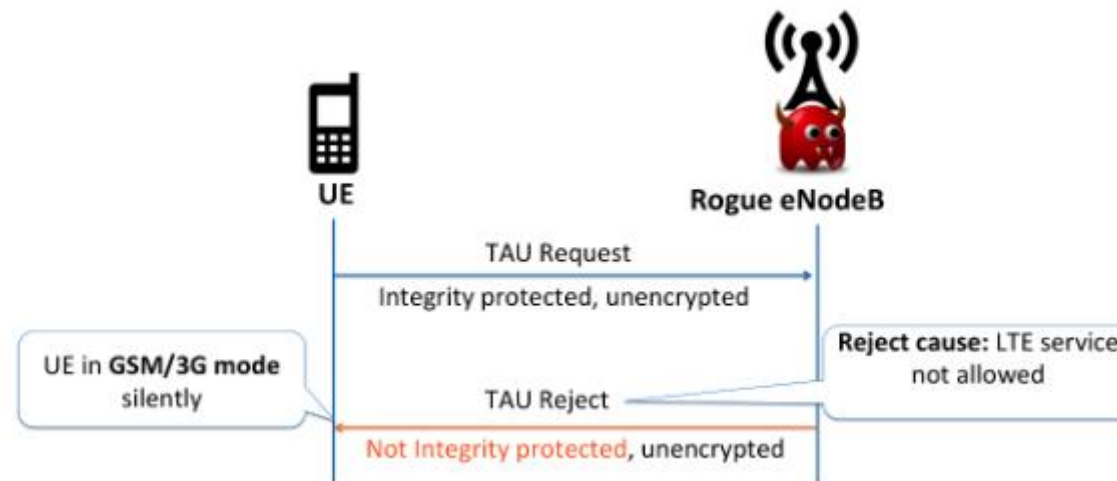 UE
Rogue eNodeB
TAU Request
Integrity protected, unencrypted
Reject cause: LTE service
not allowed
UE in GSM/3G mode
silently
TAU Reject
Not Integrity protected, unencrypted